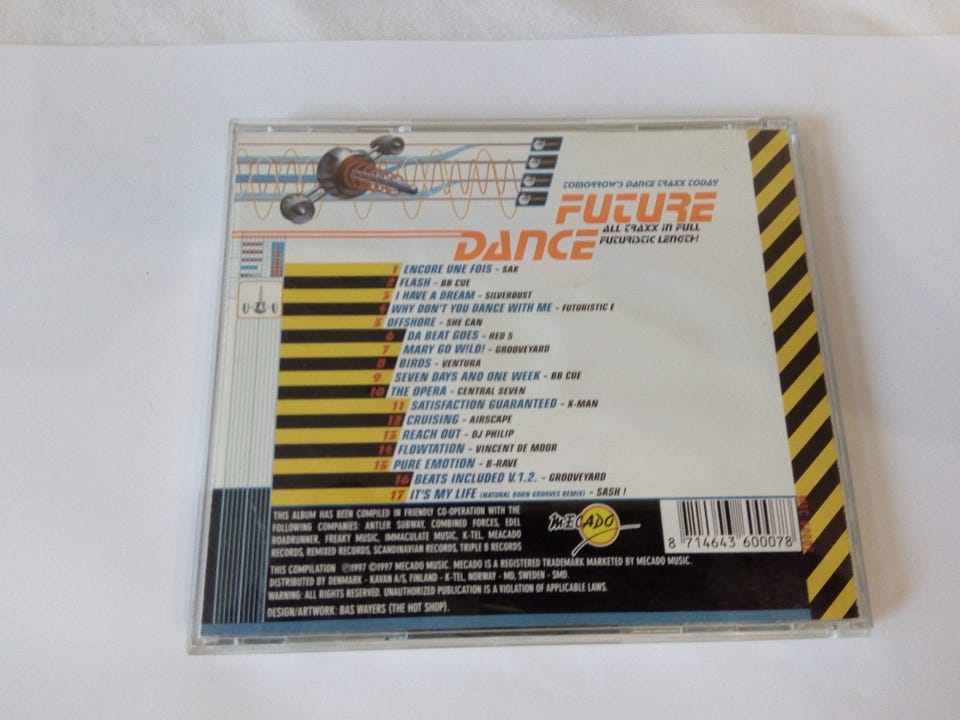 TOMORROW'S DANCE TRAXX TODAY
FUTURE
DANCE
ALL TRAXX IN FULL
FUTURISTIC LENGTH!
1 ENCORE UNE FOIS - SAX
2 FLASH - BB CUE
3 I HAVE A DREAM - SILVERDUST
4 WHY DON'T YOU DANCE WITH ME - FUTURISTIC E
5 OFFSHORE - SHE CAN
6 DA BEAT GOES - RED 5
7 MARY GO WILD! - GROOVEYARD
8 BIRDS - VENTURA
9 SEVEN DAYS AND ONE WEEK - BB CUE
10 THE OPERA - CENTRAL SEVEN
11 SATISFACTION GUARANTEED - X-MAN
12 CRUISING - AIRSCAPE
13 REACH OUT - DJ PHILIP
14 FLOWTATION - VINCENT DE MOOR
15 PURE EMOTION - B-RAVE
16 BEATS INCLUDED V.1.2. - GROOVEYARD
17 IT'S MY LIFE (NATURAL BORN GROOVES REMIX) - SASH !
THIS ALBUM HAS BEEN COMPILED IN FRIENDLY CO-OPERATION WITH THE
FOLLOWING COMPANIES: ANTLER SUBWAY, COMBINED FORCES, EDEL
ROADRUNNER, FREAKY MUSIC, IMMACULATE MUSIC, K-TEL, MEACADO
RECORDS, REMIXED RECORDS, SCANDINAVIAN RECORDS, TRIPLE B RECORDS
MECADO
8 714643 600078
THIS COMPILATION ℗1997 ©1997 MECADO MUSIC. MECADO IS A REGISTERED TRADEMARK MARKETED BY MECADO MUSIC.
DISTRIBUTED BY DENMARK - KAVAN A/S, FINLAND - K-TEL, NORWAY - MD, SWEDEN - SMD.
WARNING: ALL RIGHTS RESERVED. UNAUTHORIZED PUBLICATION IS A VIOLATION OF APPLICABLE LAWS.
DESIGN/ARTWORK: BAS WAYERS (THE HOT SHOP).